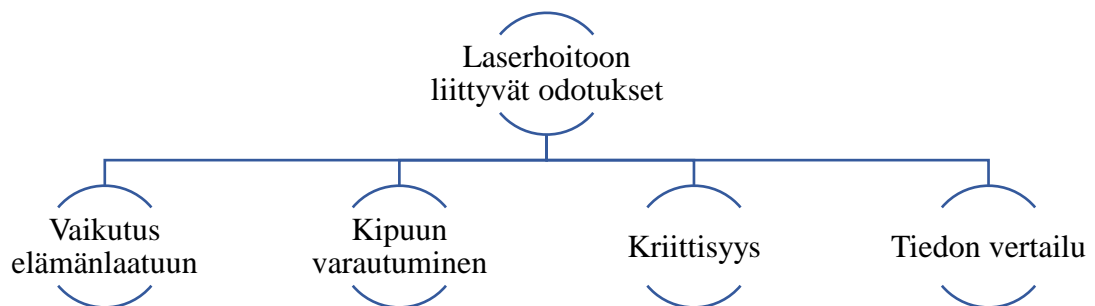 Laserhoitoon
liittyvät odotukset
Vaikutus
elämänlaatuun
Kipuun
varautuminen
Kriittisyys
Tiedon vertailu